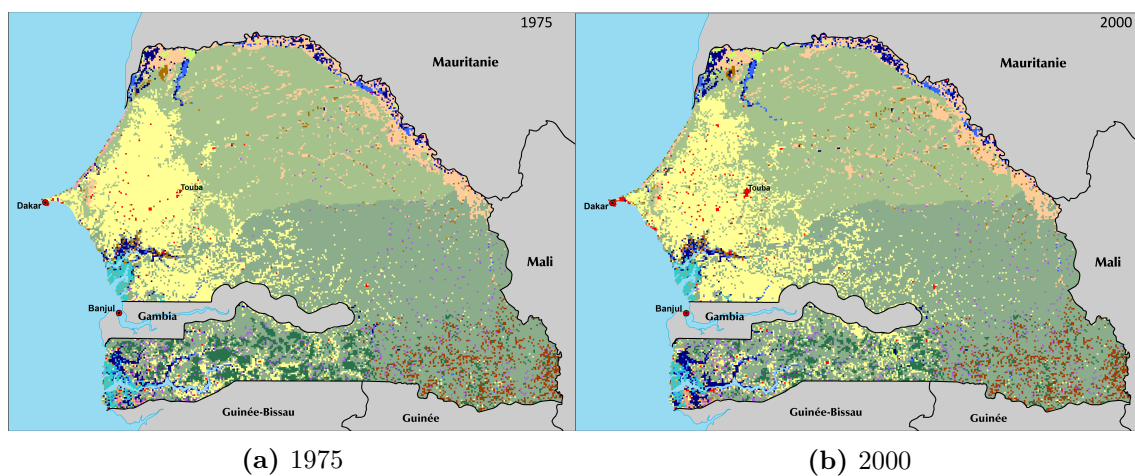 1975
Mauritanie
Touba
Dakar
Mali
Banjul
Gambia
Guinée-Bissau
Guinée
(a) 1975
2000
Mauritanie
Touba
Dakar
Mali
Banjul
Gambia
Guinée-Bissau
Guinée
(b) 2000